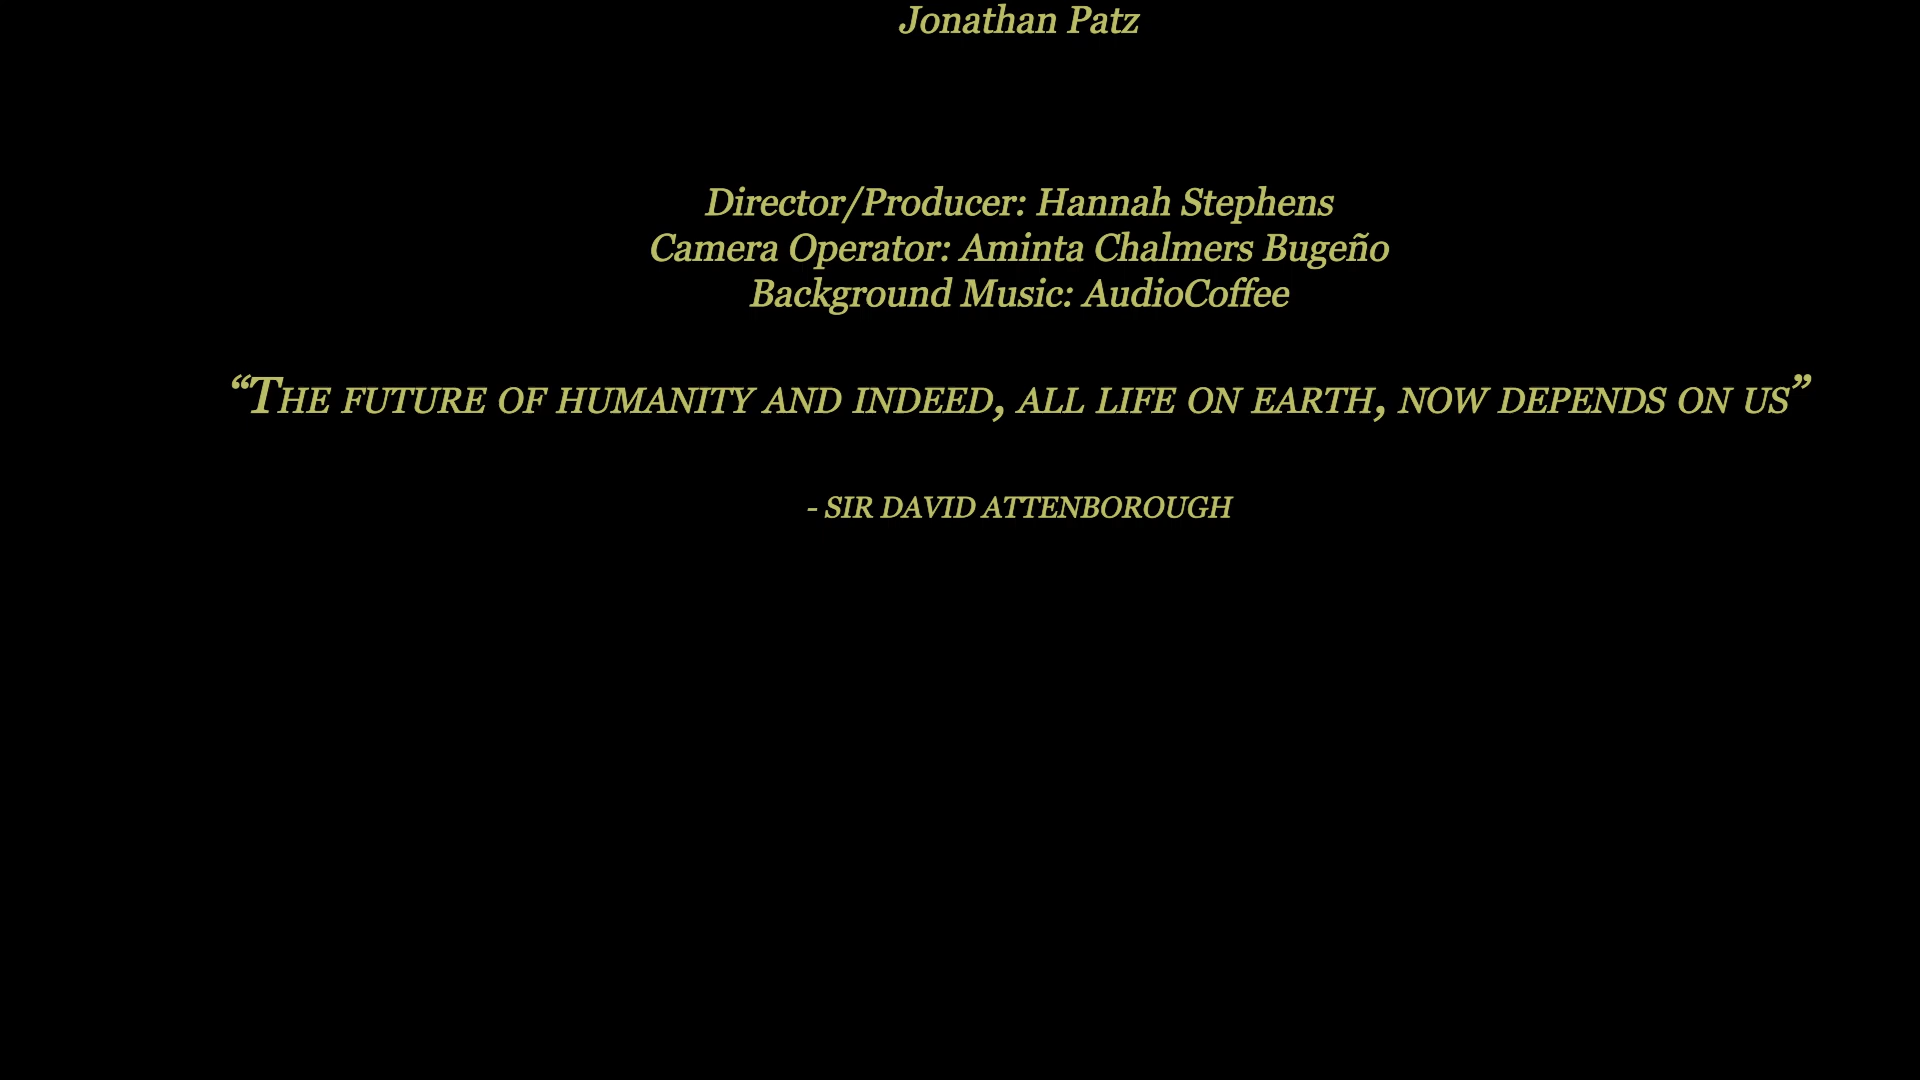 Jonathan Patz
Director/Producer: Hannah Stephens
Camera Operator: Aminta Chalmers Bugeño
Background Music: AudioCoffee
“The future of humanity and indeed, all life on earth, now depends on us”
- SIR DAVID ATTENBOROUGH